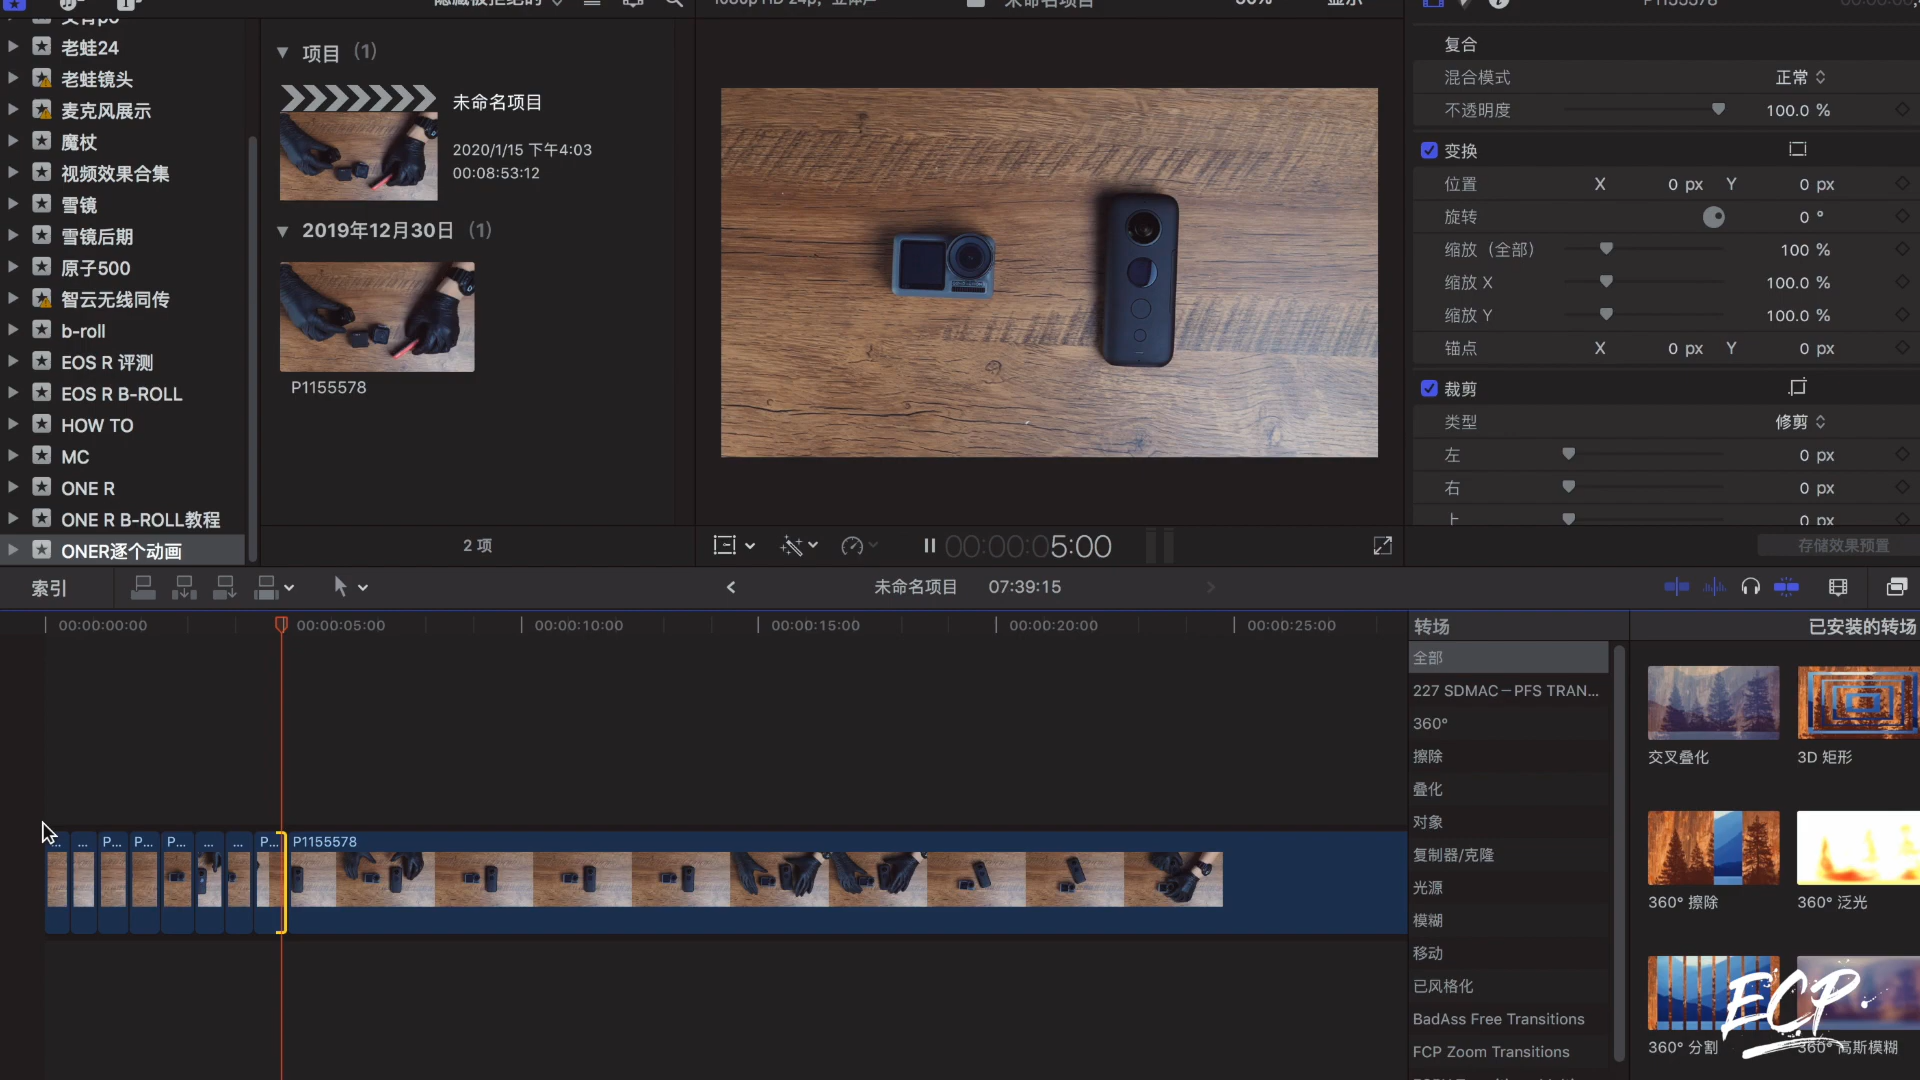 老蛙24
老蛙镜头
麦克风展示
魔杖
视频效果合集
雪镜
雪镜后期
原子500
智云无线同传
b-roll
EOS R 评测
EOS R B-ROLL
HOW TO
MC
ONE R
ONE R B-ROLL教程
ONER逐个动画
项目 (1)
未命名项目
2020/1/15 下午4:03
00:08:53:12
2019年12月30日 (1)
P1155578
2 项
未命名项目
P1155578
复合
混合模式
正常
不透明度
100.0 %
变换
位置 X 0 px Y 0 px
旋转 0 °
缩放（全部） 100 %
缩放 X 100.0 %
缩放 Y 100.0 %
锚点 X 0 px Y 0 px
裁剪
类型 修剪
左 0 px
右 0 px
上 0 px
存储效果预置
00:00:05:00
索引
未命名项目 07:39:15
00:00:00:00 00:00:05:00 00:00:10:00 00:00:15:00 00:00:20:00 00:00:25:00
... ... P... P... P... ... ... P... P1155578
转场
已安装的转场
全部
227 SDMAC－PFS TRAN...
360°
擦除
叠化
对象
复制器/克隆
光源
模糊
移动
已风格化
BadAss Free Transitions
FCP Zoom Transitions
交叉叠化
3D 矩形
360° 擦除
360° 泛光
360° 分割
360° 高斯模糊
ECP